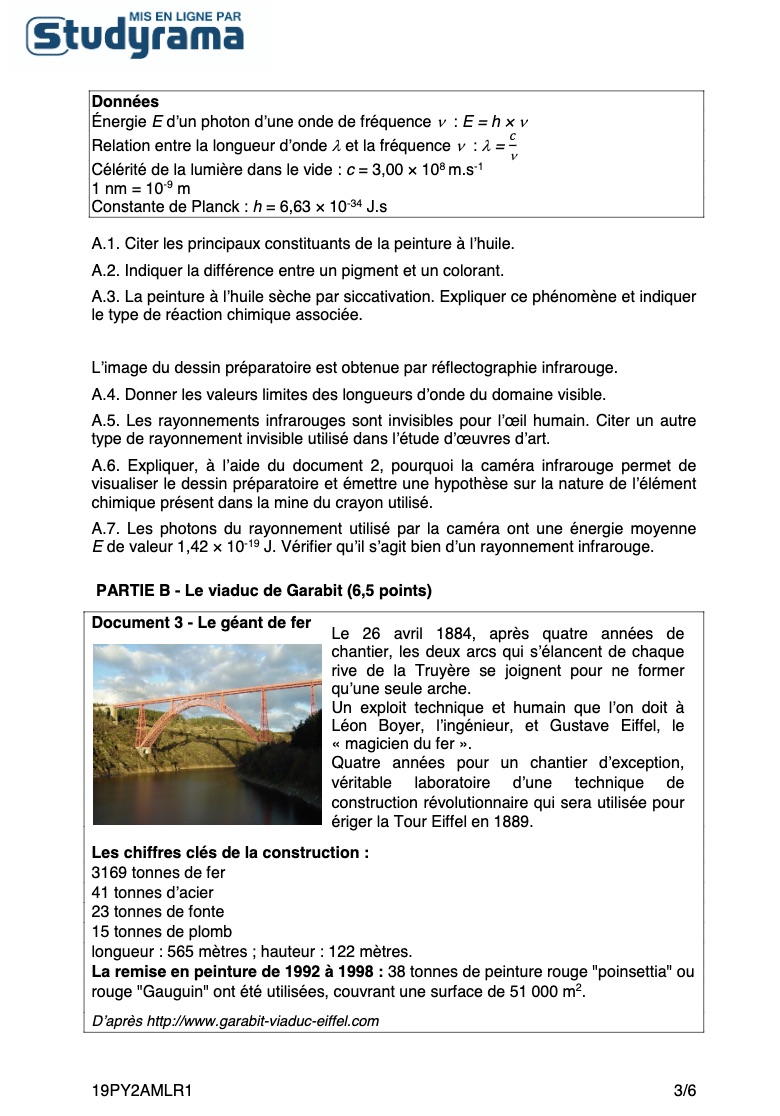 MIS EN LIGNE PAR
Studyrama
Données
Énergie E d'un photon d'une onde de fréquence ν : E = h × ν
Relation entre la longueur d'onde λ et la fréquence ν : λ = c/ν
Célérité de la lumière dans le vide : c = 3,00 × 10⁸ m.s⁻¹
1 nm = 10⁻⁹ m
Constante de Planck : h = 6,63 × 10⁻³⁴ J.s
A.1. Citer les principaux constituants de la peinture à l'huile.
A.2. Indiquer la différence entre un pigment et un colorant.
A.3. La peinture à l'huile sèche par siccativation. Expliquer ce phénomène et indiquer
le type de réaction chimique associée.
L'image du dessin préparatoire est obtenue par réflectographie infrarouge.
A.4. Donner les valeurs limites des longueurs d'onde du domaine visible.
A.5. Les rayonnements infrarouges sont invisibles pour l'œil humain. Citer un autre
type de rayonnement invisible utilisé dans l'étude d'œuvres d'art.
A.6. Expliquer, à l'aide du document 2, pourquoi la caméra infrarouge permet de
visualiser le dessin préparatoire et émettre une hypothèse sur la nature de l'élément
chimique présent dans la mine du crayon utilisé.
A.7. Les photons du rayonnement utilisé par la caméra ont une énergie moyenne
E de valeur 1,42 × 10⁻¹⁹ J. Vérifier qu'il s'agit bien d'un rayonnement infrarouge.
PARTIE B - Le viaduc de Garabit (6,5 points)
Document 3 - Le géant de fer
Le 26 avril 1884, après quatre années de
chantier, les deux arcs qui s'élancent de chaque
rive de la Truyère se joignent pour ne former
qu'une seule arche.
Un exploit technique et humain que l'on doit à
Léon Boyer, l'ingénieur, et Gustave Eiffel, le
« magicien du fer ».
Quatre années pour un chantier d'exception,
véritable laboratoire d'une technique de
construction révolutionnaire qui sera utilisée pour
ériger la Tour Eiffel en 1889.
Les chiffres clés de la construction :
3169 tonnes de fer
41 tonnes d'acier
23 tonnes de fonte
15 tonnes de plomb
longueur : 565 mètres ; hauteur : 122 mètres.
La remise en peinture de 1992 à 1998 : 38 tonnes de peinture rouge "poinsettia" ou
rouge "Gauguin" ont été utilisées, couvrant une surface de 51 000 m².
D'après http://www.garabit-viaduc-eiffel.com
19PY2AMLR1
3/6